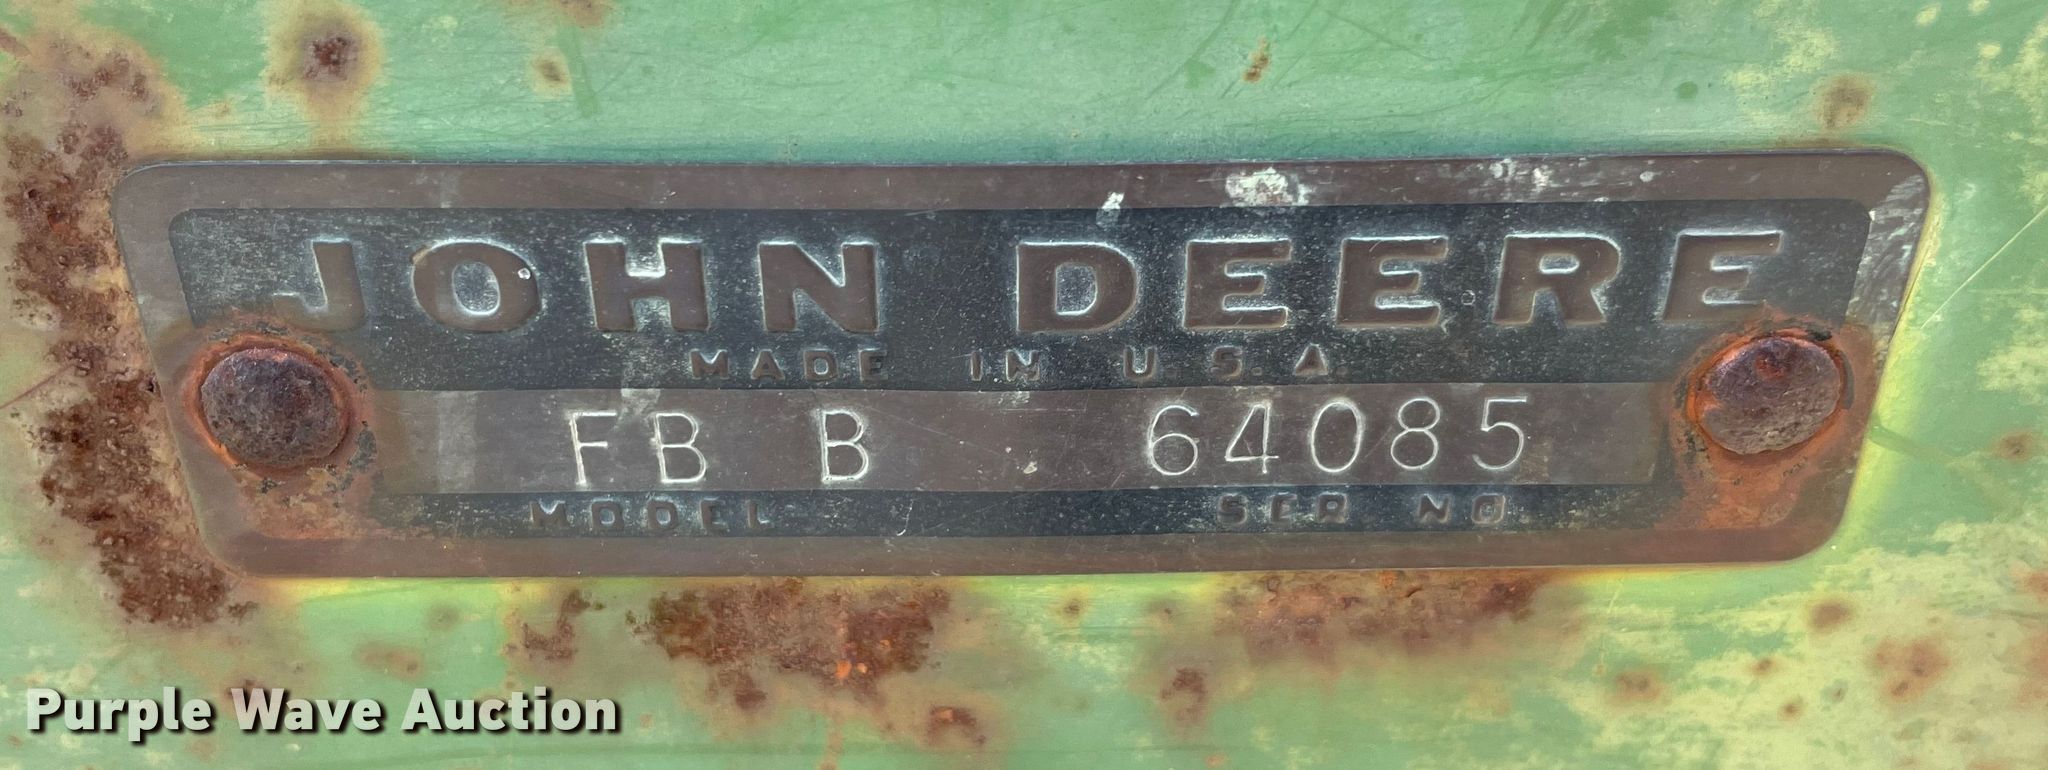 JOHN DEERE
MADE IN U.S.A.
FB B 64085
MODEL SER NO
Purple Wave Auction